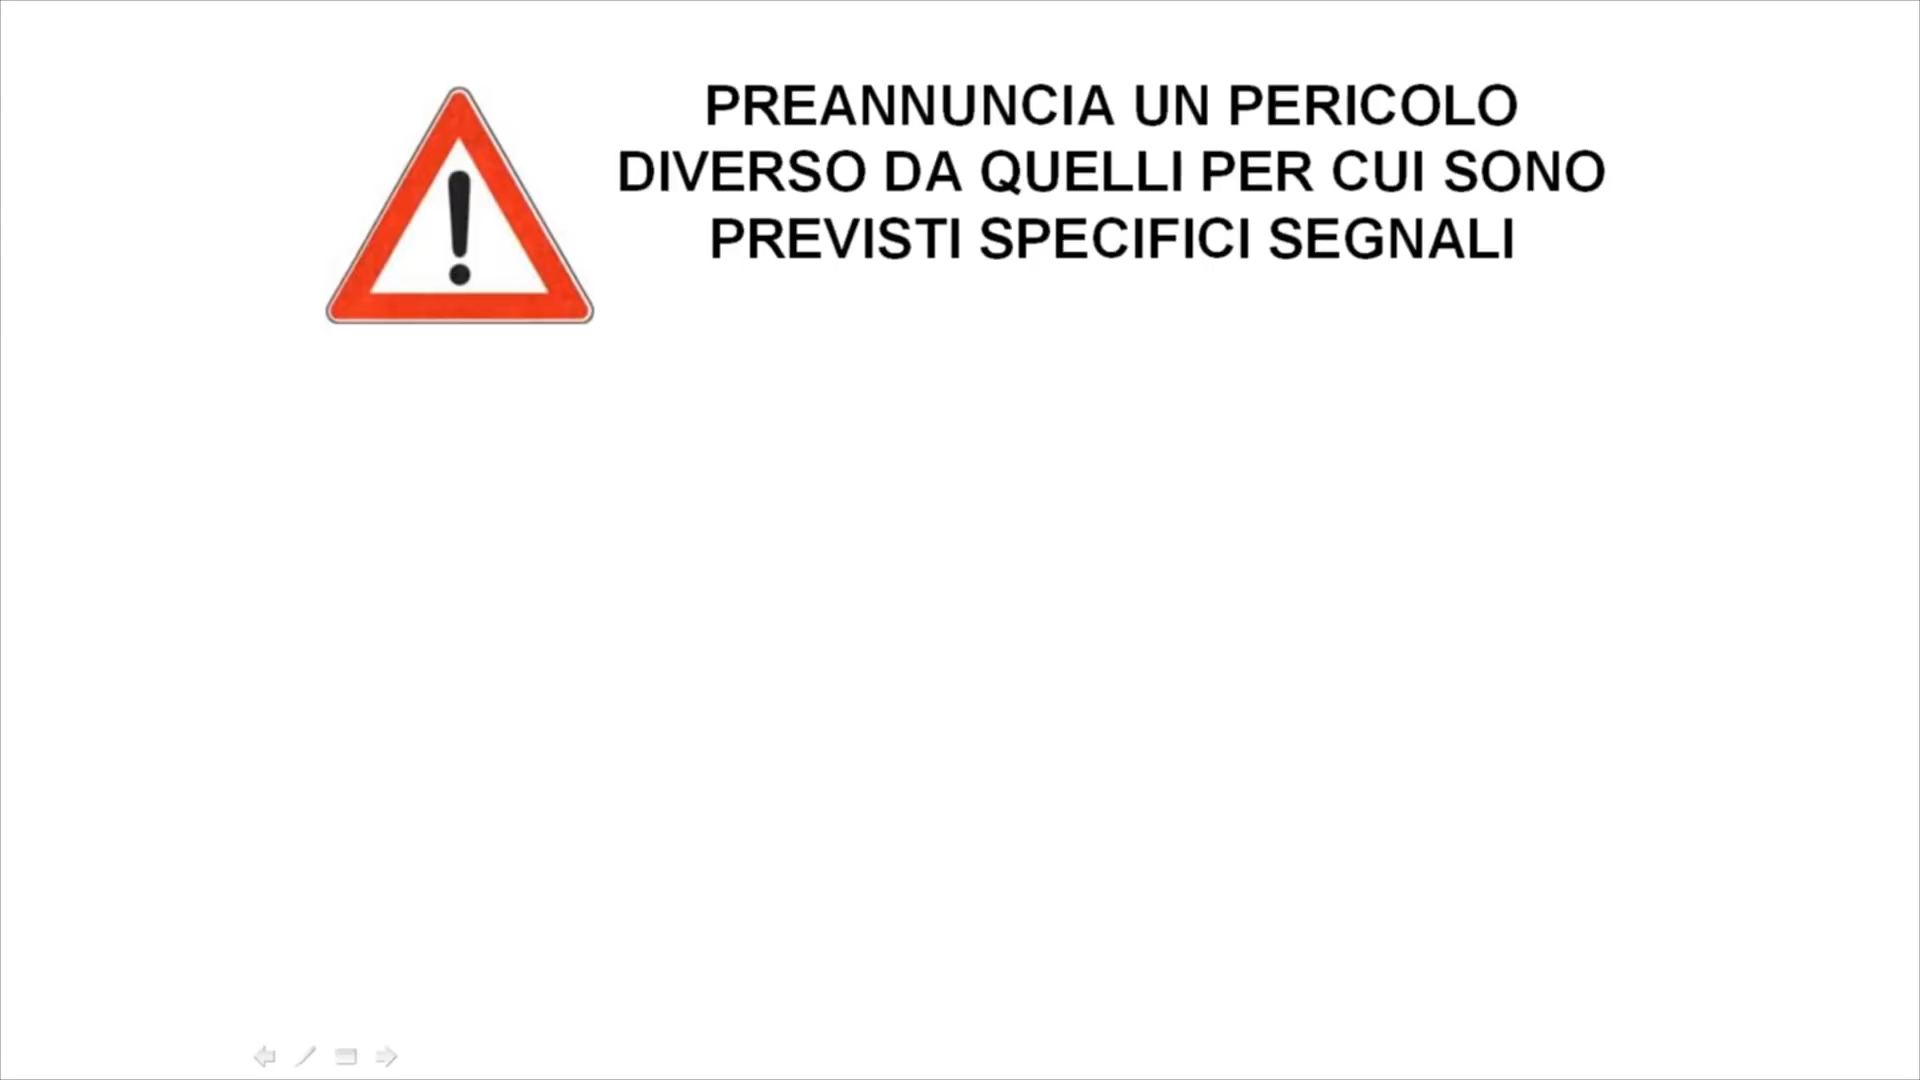 PREANNUNCIA UN PERICOLO
DIVERSO DA QUELLI PER CUI SONO
PREVISTI SPECIFICI SEGNALI